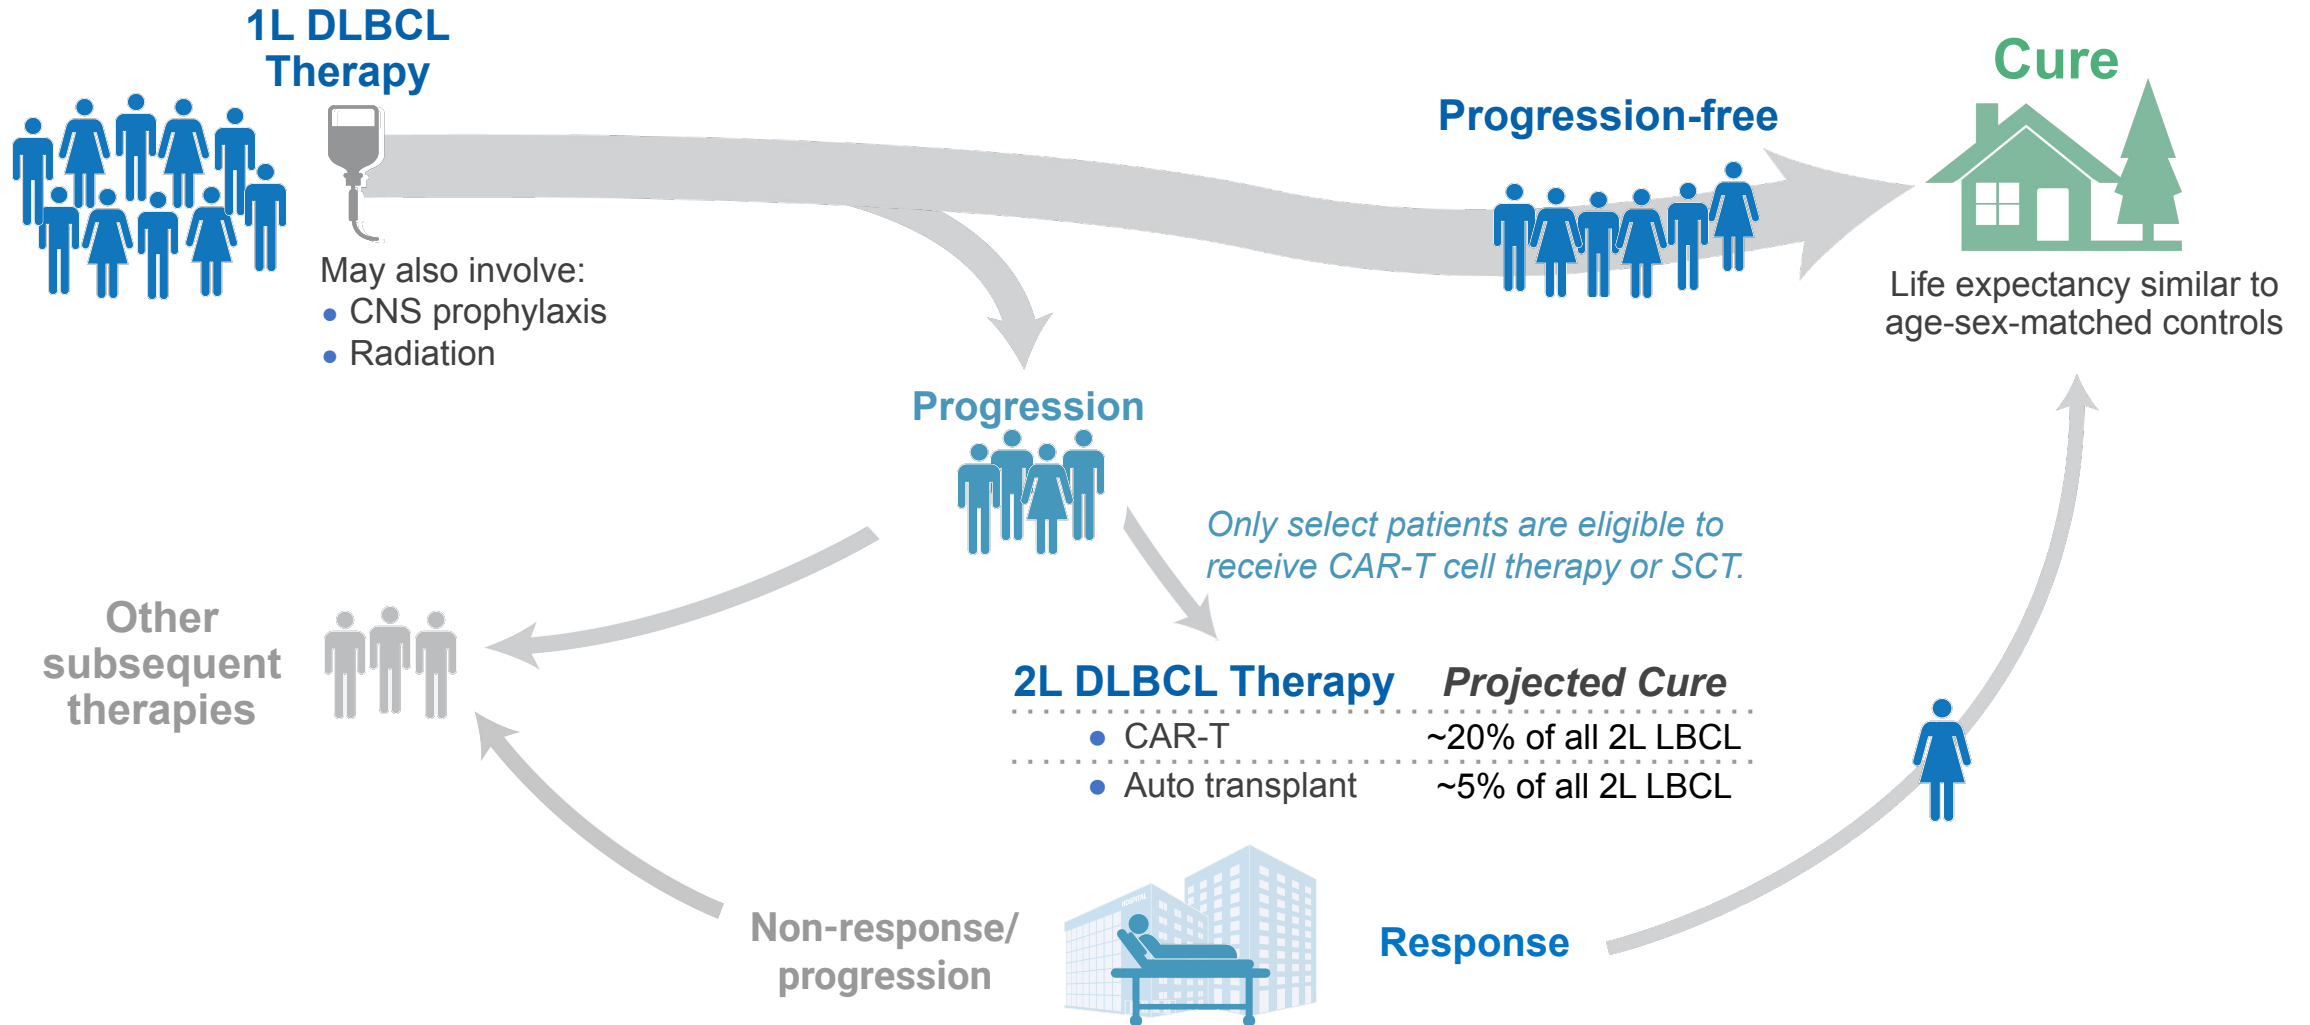 1L DLBCL
Therapy
May also involve:
• CNS prophylaxis
• Radiation
Progression-free
Cure
Life expectancy similar to
age-sex-matched controls
Progression
Only select patients are eligible to
receive CAR-T cell therapy or SCT.
Other
subsequent
therapies
2L DLBCL Therapy Projected Cure
• CAR-T ~20% of all 2L LBCL
• Auto transplant ~5% of all 2L LBCL
Non-response/
progression
HOSPITAL
Response